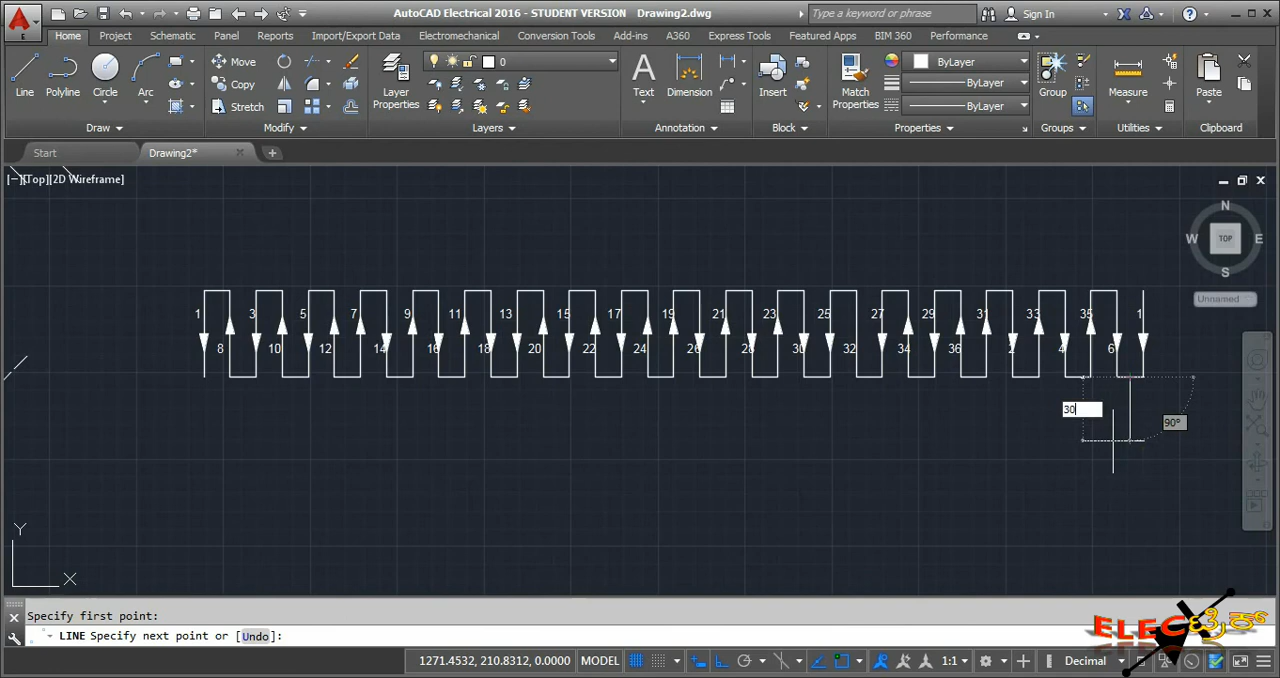 AutoCAD Electrical 2016 - STUDENT VERSION Drawing2.dwg
Type a keyword or phrase
Sign In
Home Project Schematic Panel Reports Import/Export Data Electromechanical Conversion Tools Add-ins A360 Express Tools Featured Apps BIM 360 Performance
Line Polyline Circle Arc
Move
Copy
Stretch
Layer Properties
0
Text Dimension
Insert
Match Properties
ByLayer
ByLayer
ByLayer
Group
Measure
Paste
Draw Modify Layers Annotation Block Properties Groups Utilities Clipboard
Start Drawing2*
[−][Top][2D Wireframe]
N
W TOP E
S
Unnamed
1 3 5 7 9 11 13 15 17 19 21 23 25 27 29 31 33 35 1
8 10 12 14 16 18 20 22 24 26 28 30 32 34 36 2 4 6
30
90°
Y
X
Specify first point:
LINE Specify next point or [Undo]:
1271.4532, 210.8312, 0.0000 MODEL 1:1 Decimal